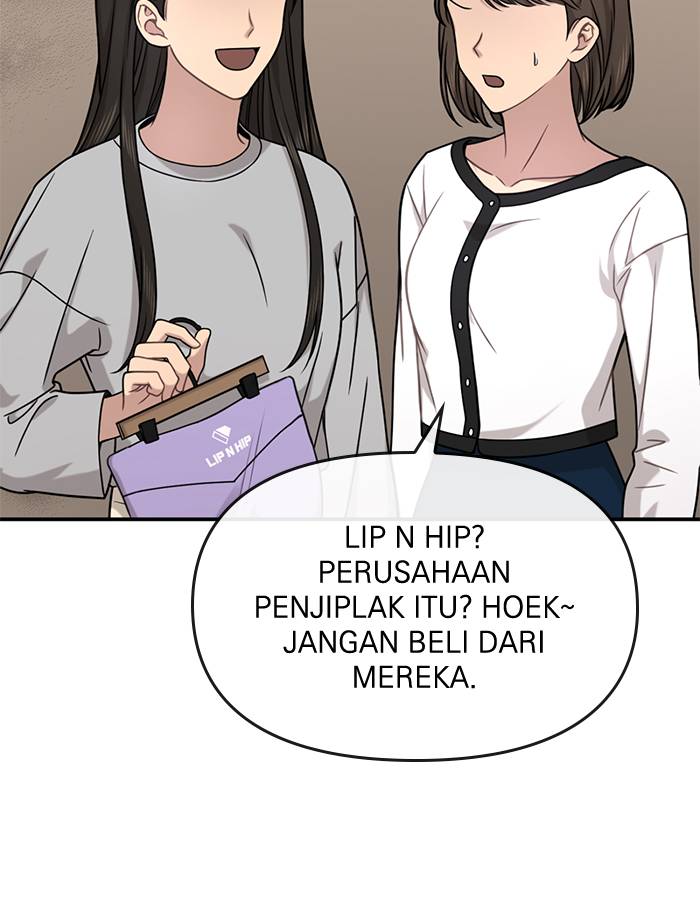 LIP N HIP
LIP N HIP?
PERUSAHAAN
PENJIPLAK ITU? HOEK~
JANGAN BELI DARI
MEREKA.